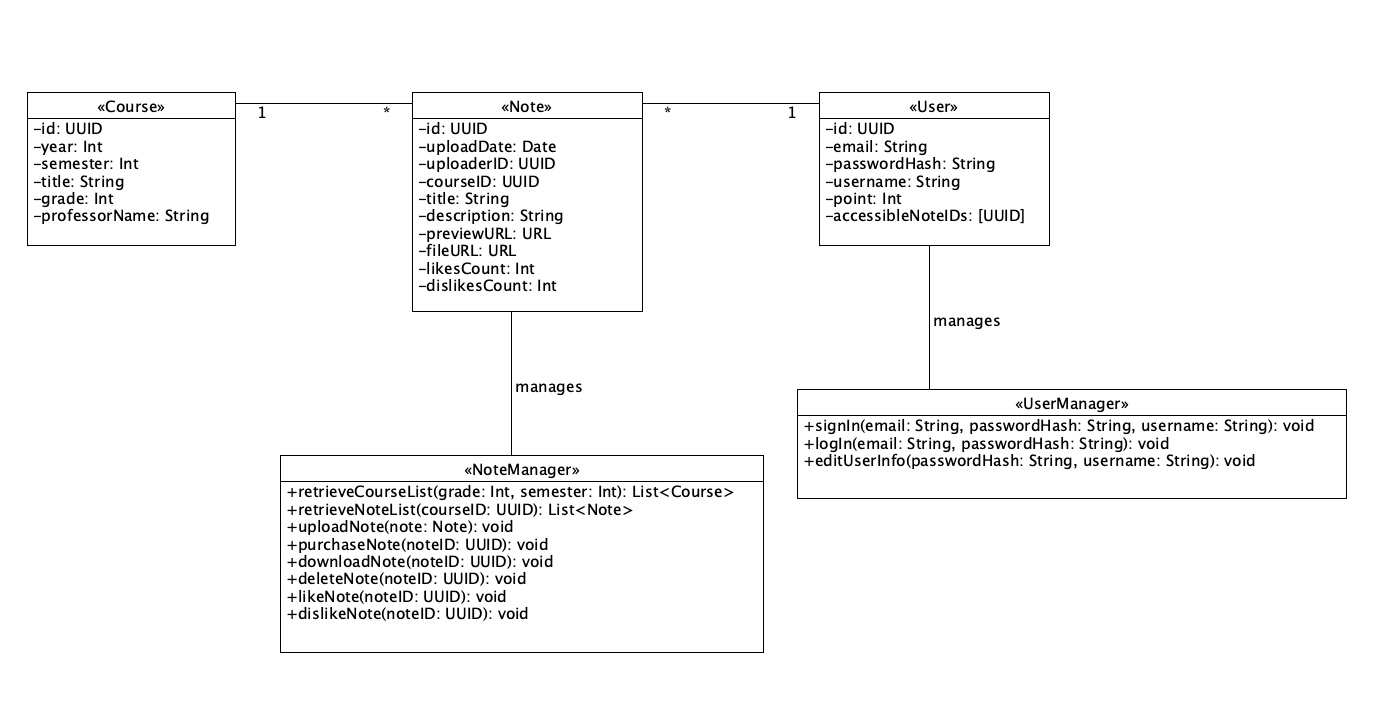 «Course»
-id: UUID
-year: Int
-semester: Int
-title: String
-grade: Int
-professorName: String
1
*
«Note»
-id: UUID
-uploadDate: Date
-uploaderID: UUID
-courseID: UUID
-title: String
-description: String
-previewURL: URL
-fileURL: URL
-likesCount: Int
-dislikesCount: Int
*
1
«User»
-id: UUID
-email: String
-passwordHash: String
-username: String
-point: Int
-accessibleNoteIDs: [UUID]
manages
manages
«UserManager»
+signIn(email: String, passwordHash: String, username: String): void
+logIn(email: String, passwordHash: String): void
+editUserInfo(passwordHash: String, username: String): void
«NoteManager»
+retrieveCourseList(grade: Int, semester: Int): List<Course>
+retrieveNoteList(courseID: UUID): List<Note>
+uploadNote(note: Note): void
+purchaseNote(noteID: UUID): void
+downloadNote(noteID: UUID): void
+deleteNote(noteID: UUID): void
+likeNote(noteID: UUID): void
+dislikeNote(noteID: UUID): void